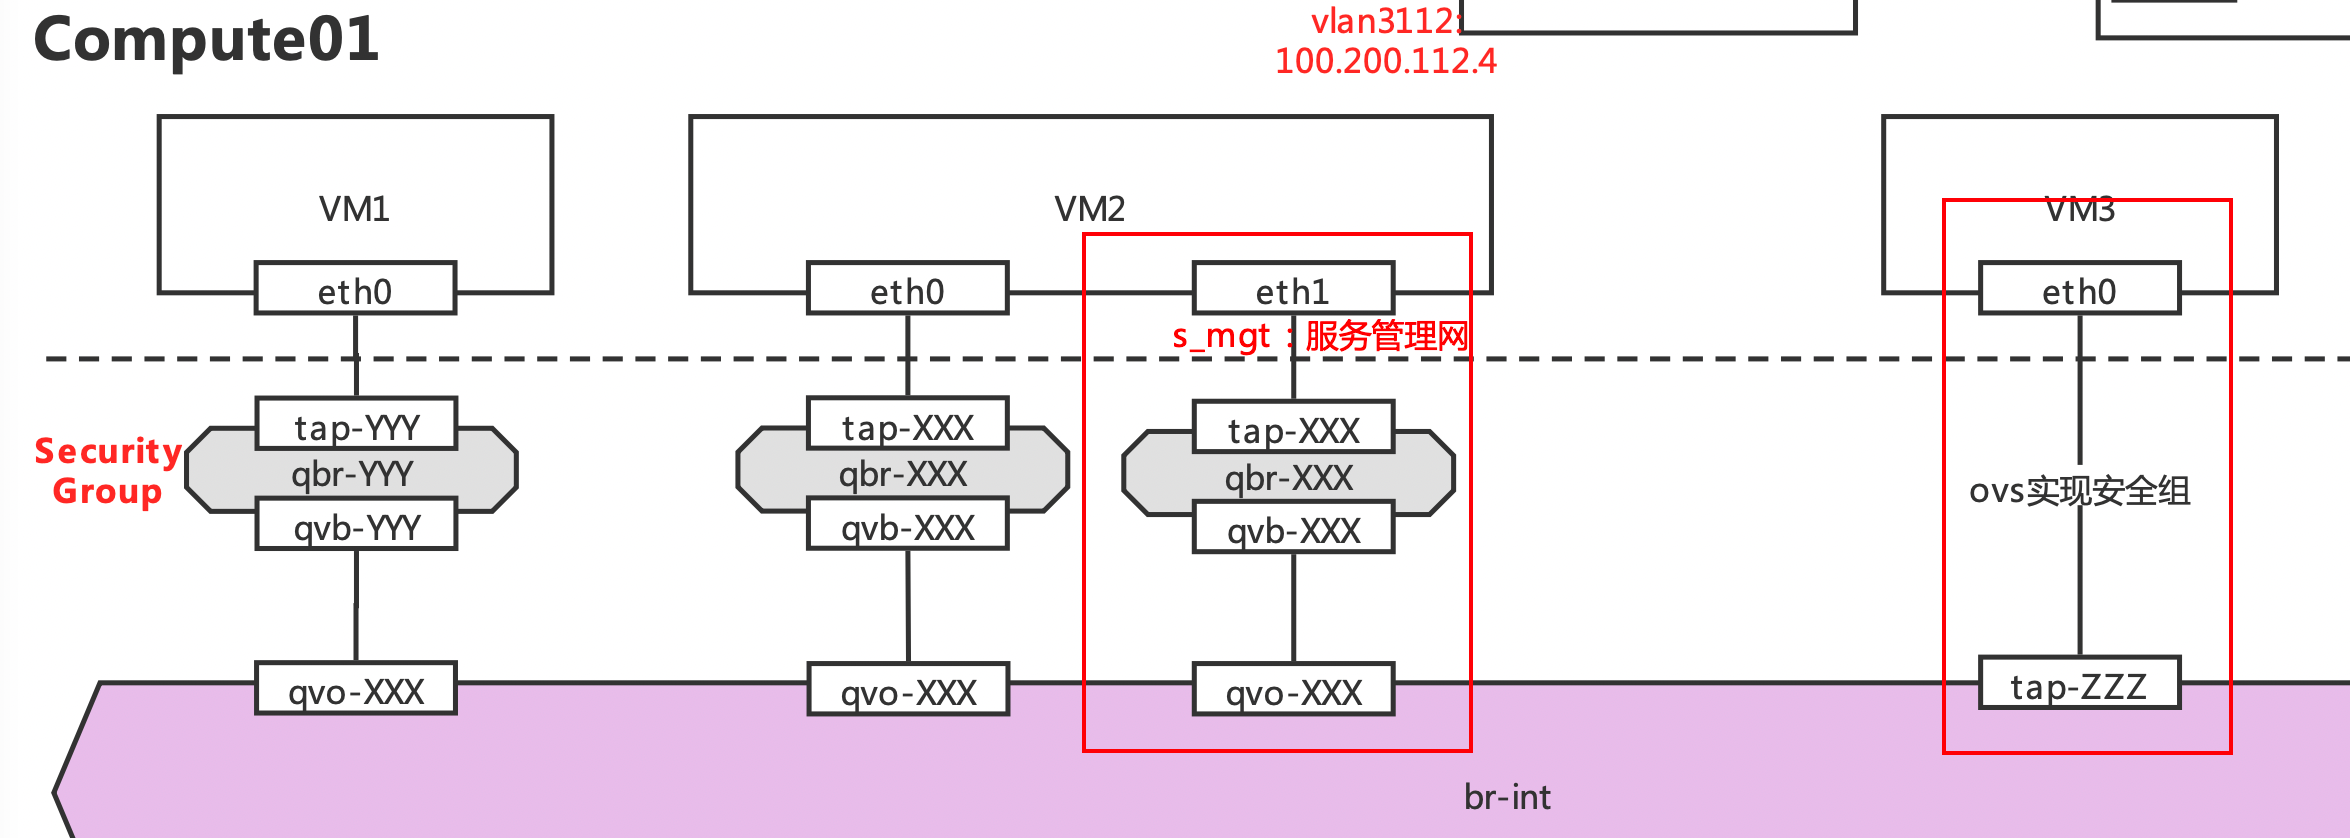 Compute01
vlan3112:
100.200.112.4
VM1
VM2
VM3
eth0
eth0
eth1
eth0
s_mgt：服务管理网
Security
Group
tap-YYY
qbr-YYY
qvb-YYY
tap-XXX
qbr-XXX
qvb-XXX
tap-XXX
qbr-XXX
qvb-XXX
ovs实现安全组
qvo-XXX
qvo-XXX
qvo-XXX
tap-ZZZ
br-int